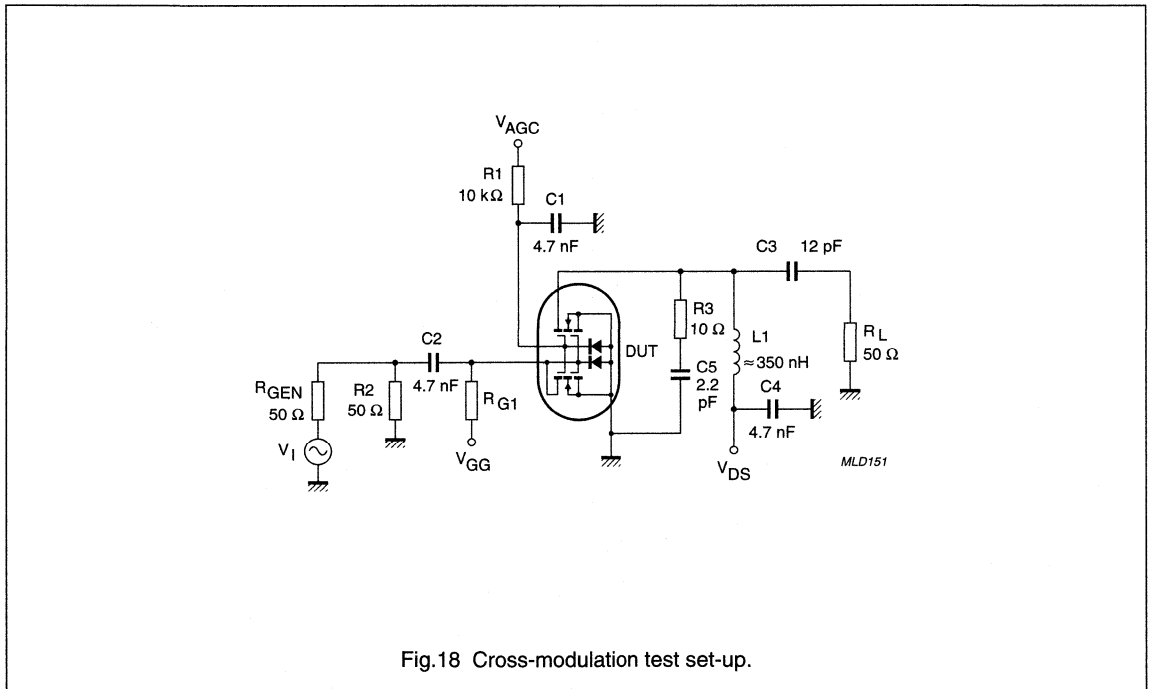 VAGC
R1
10 kΩ
C1
4.7 nF
C3 12 pF
R3
10 Ω
L1
≈350 nH
RL
50 Ω
C2
4.7 nF
DUT
C5
2.2
pF
C4
4.7 nF
RGEN
50 Ω
R2
50 Ω
RG1
VI
VGG
VDS
MLD151
Fig.18 Cross-modulation test set-up.